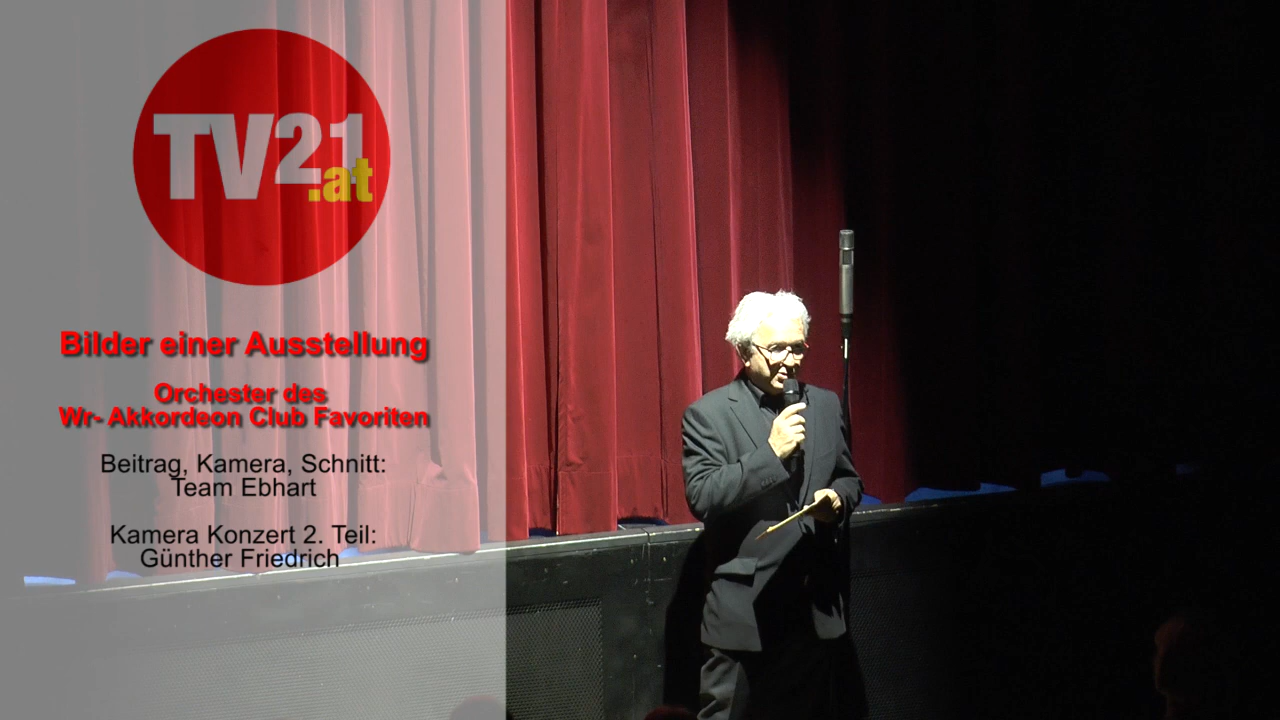 TV21
.at
Bilder einer Ausstellung
Orchester des
Wr- Akkordeon Club Favoriten
Beitrag, Kamera, Schnitt:
Team Ebhart
Kamera Konzert 2. Teil:
Günther Friedrich